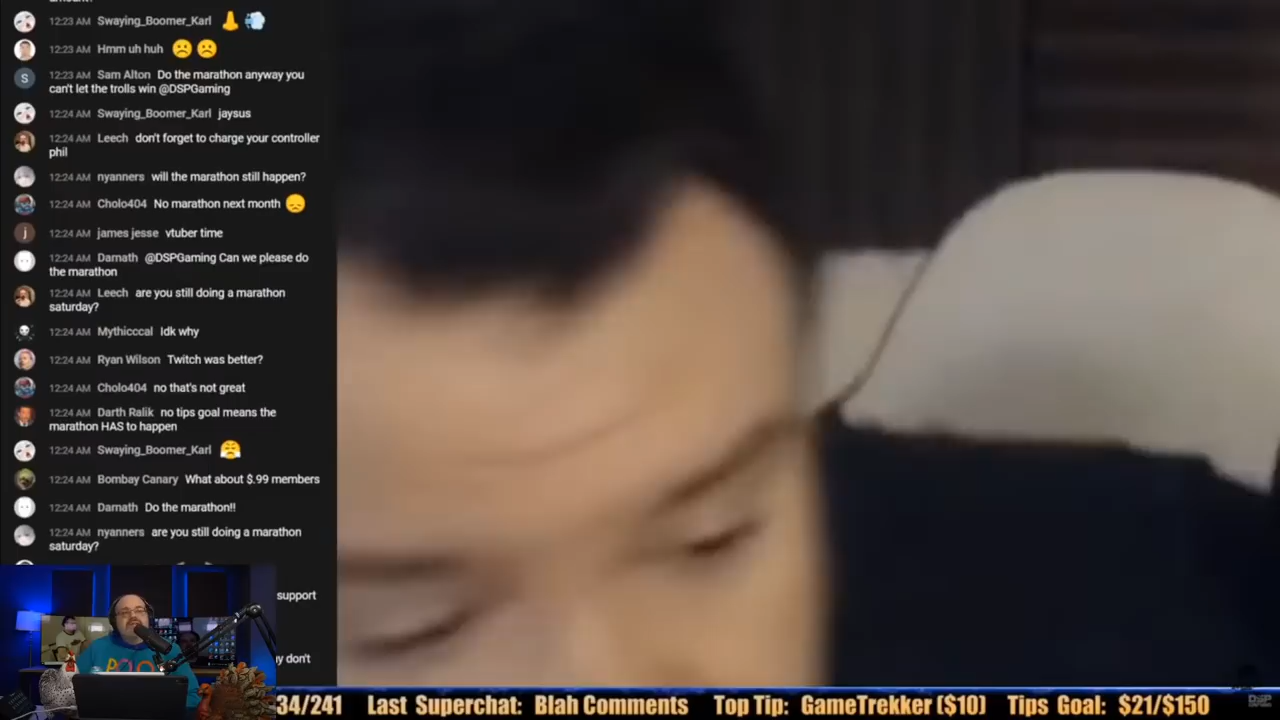 12:23 AM Swaying_Boomer_Karl
12:23 AM Hmm uh huh
12:23 AM Sam Alton Do the marathon anyway you
can't let the trolls win @DSPGaming
12:24 AM Swaying_Boomer_Karl jaysus
12:24 AM Leech don't forget to charge your controller
phil
12:24 AM nyanners will the marathon still happen?
12:24 AM Cholo404 No marathon next month
12:24 AM james jesse vtuber time
12:24 AM Damath @DSPGaming Can we please do
the marathon
12:24 AM Leech are you still doing a marathon
saturday?
12:24 AM Mythicccal Idk why
12:24 AM Ryan Wilson Twitch was better?
12:24 AM Cholo404 no that's not great
12:24 AM Darth Ralik no tips goal means the
marathon HAS to happen
12:24 AM Swaying_Boomer_Karl
12:24 AM Bombay Canary What about $.99 members
12:24 AM Damath Do the marathon!!
12:24 AM nyanners are you still doing a marathon
saturday?
support
y don't
POLO
34/241 Last Superchat: Blah Comments Top Tip: GameTrekker ($10) Tips Goal: $21/$150
S
j
DSP